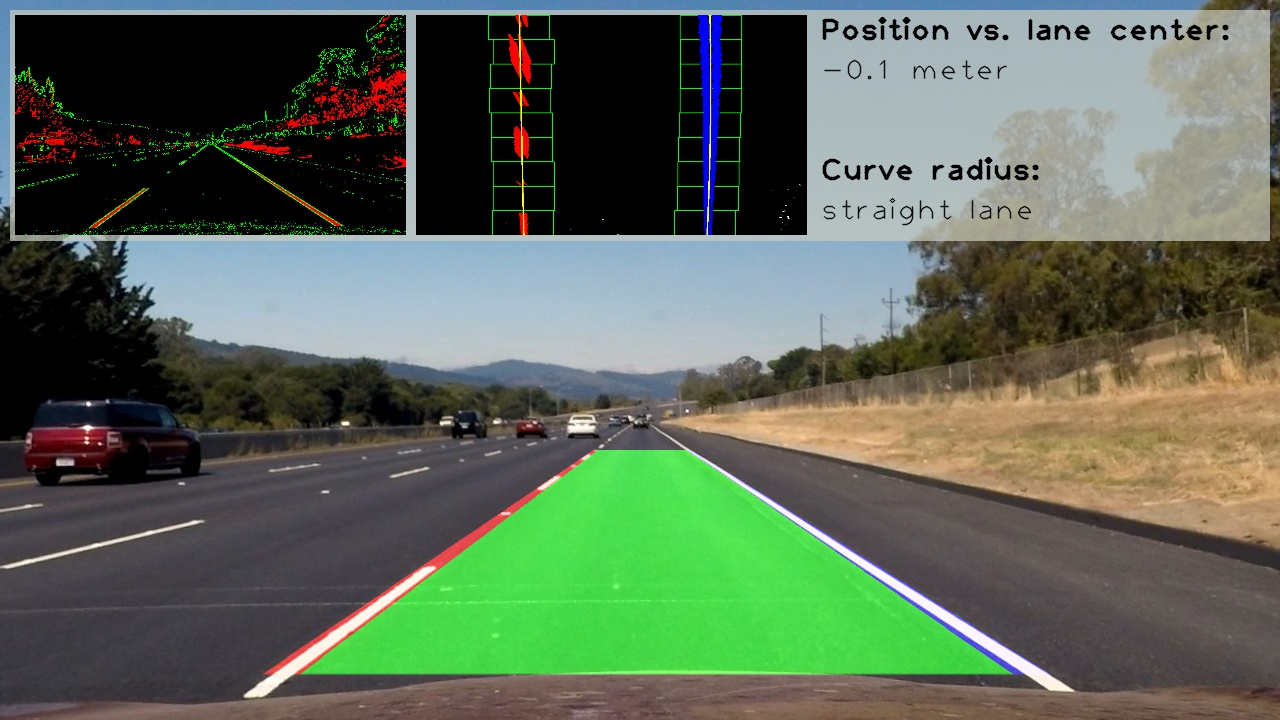 Position vs. lane center:
-0.1 meter
Curve radius:
straight lane